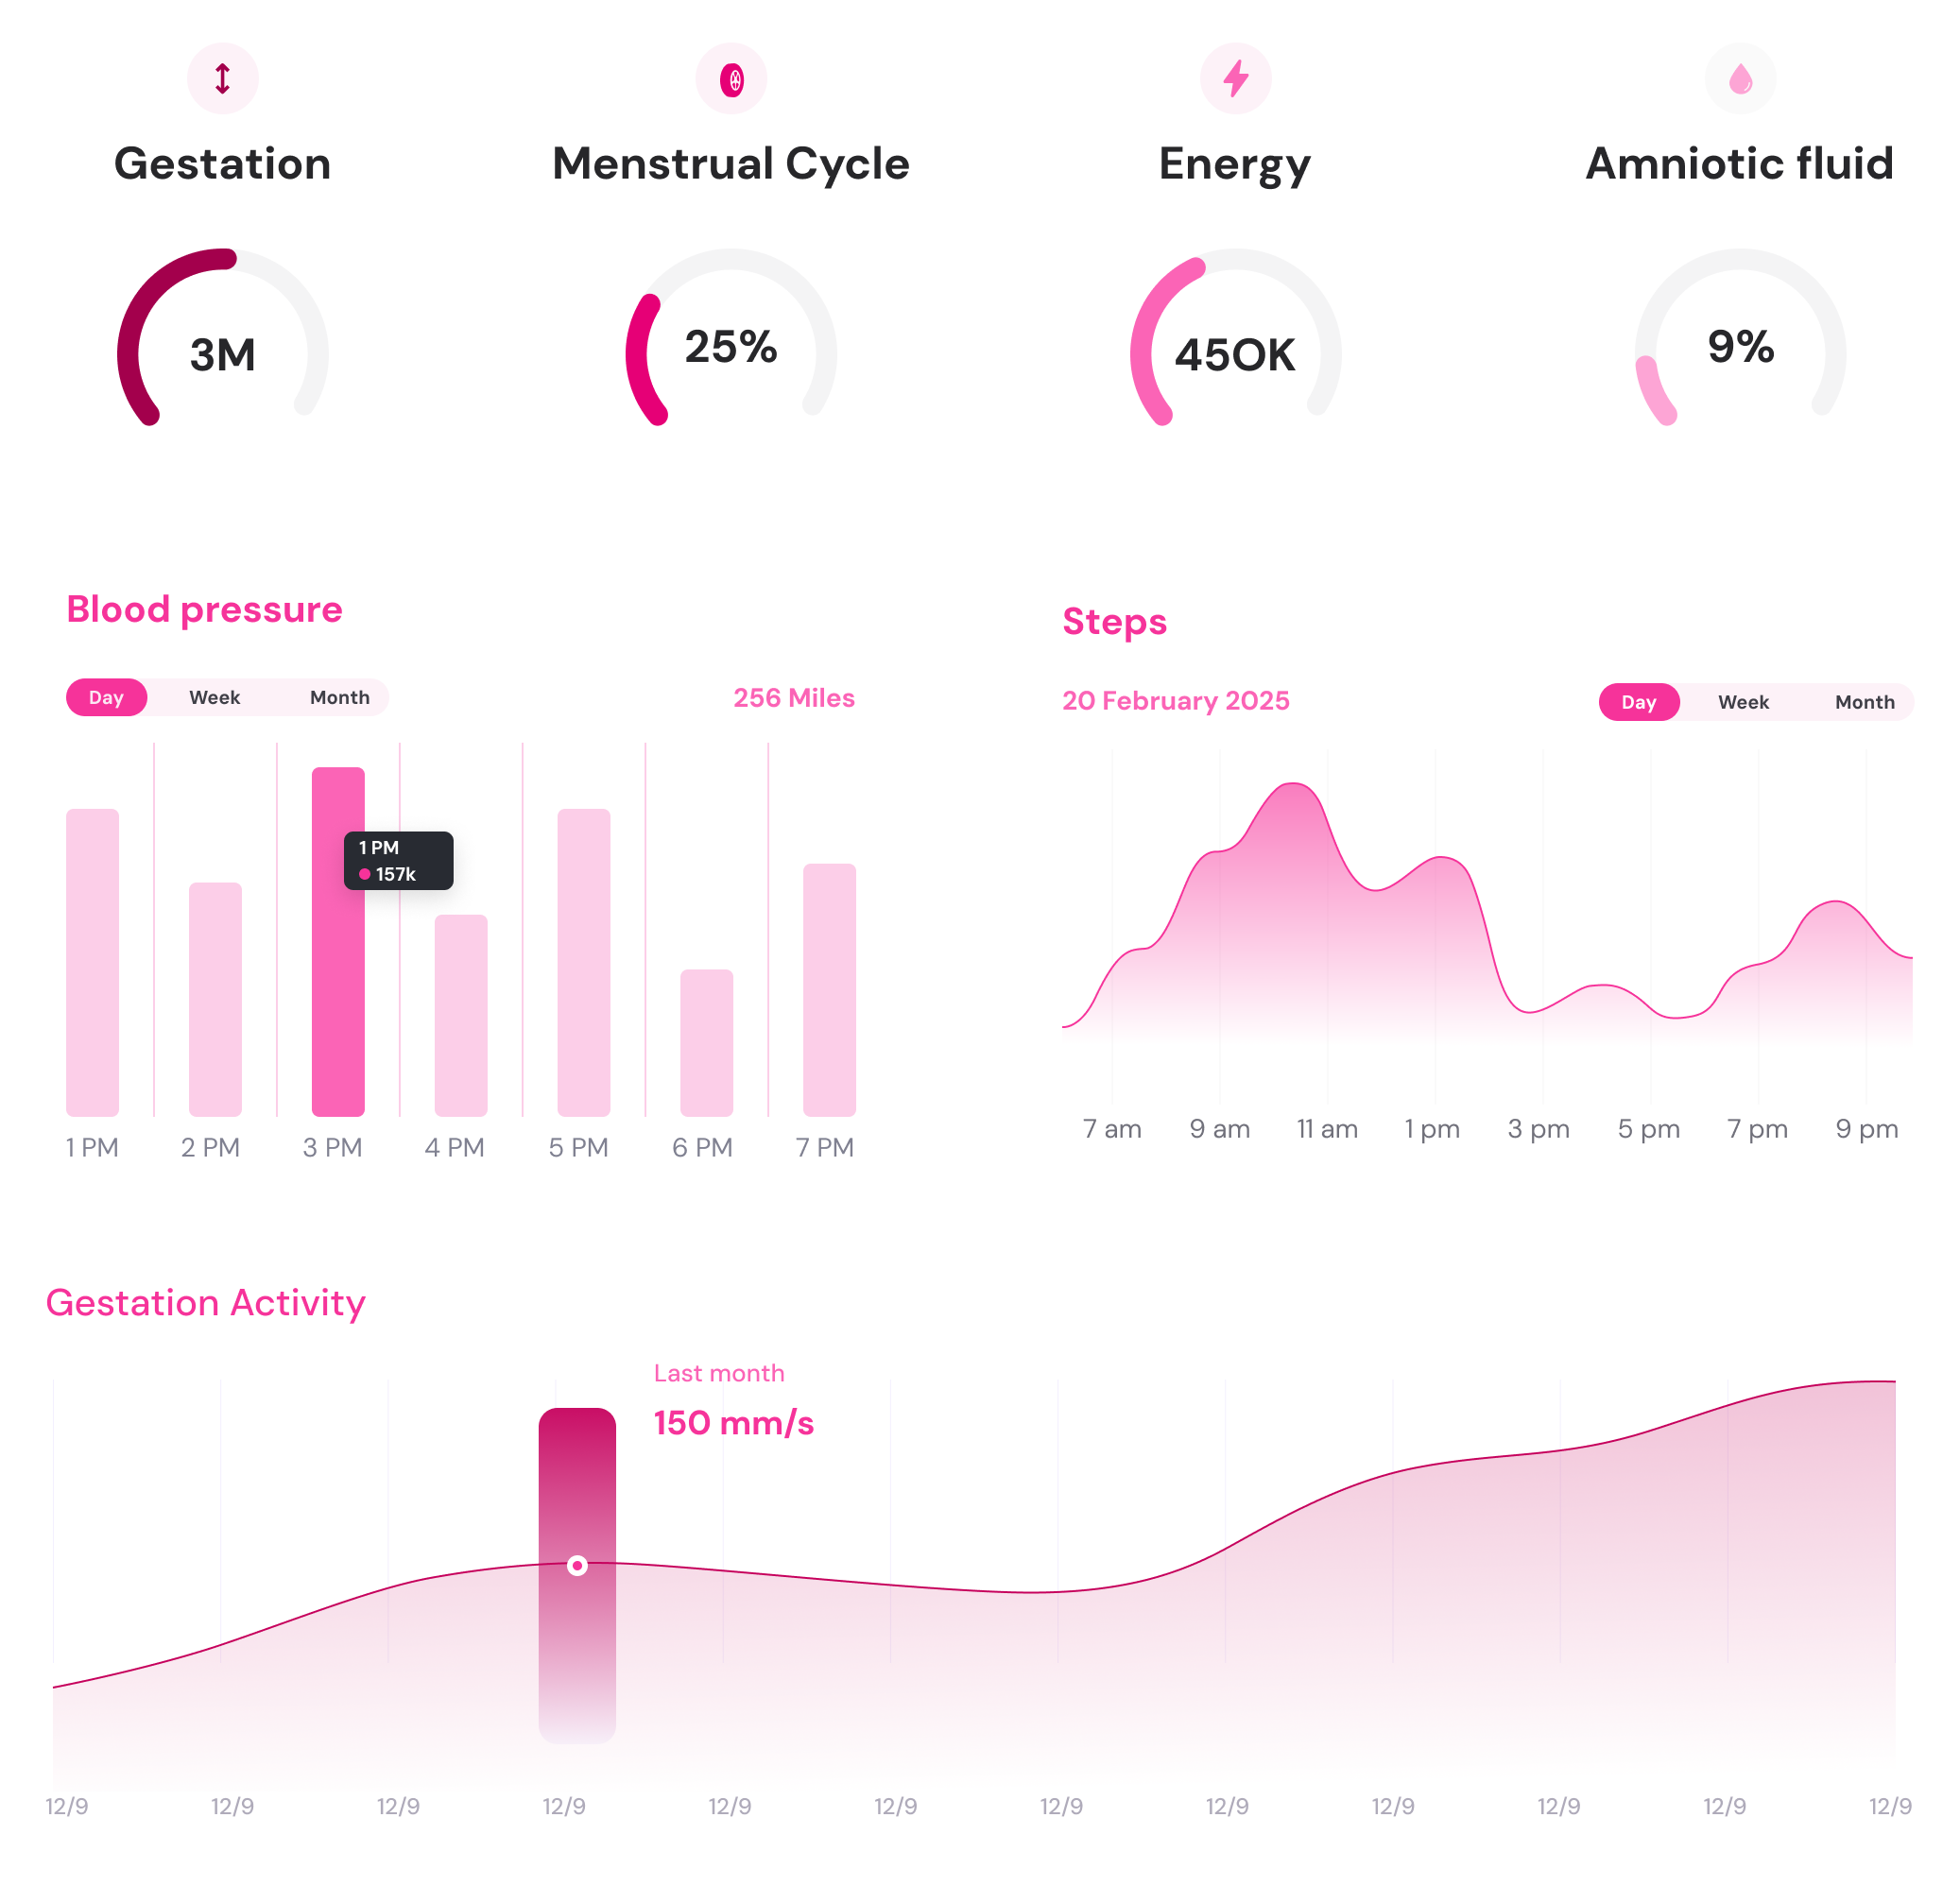 Gestation
Menstrual Cycle
Energy
Amniotic fluid
3M
25%
450K
9%
Blood pressure
Day Week Month
256 Miles
1 PM
157k
1 PM 2 PM 3 PM 4 PM 5 PM 6 PM 7 PM
Steps
20 February 2025
Day Week Month
7 am 9 am 11 am 1 pm 3 pm 5 pm 7 pm 9 pm
Gestation Activity
Last month
150 mm/s
12/9 12/9 12/9 12/9 12/9 12/9 12/9 12/9 12/9 12/9 12/9 12/9